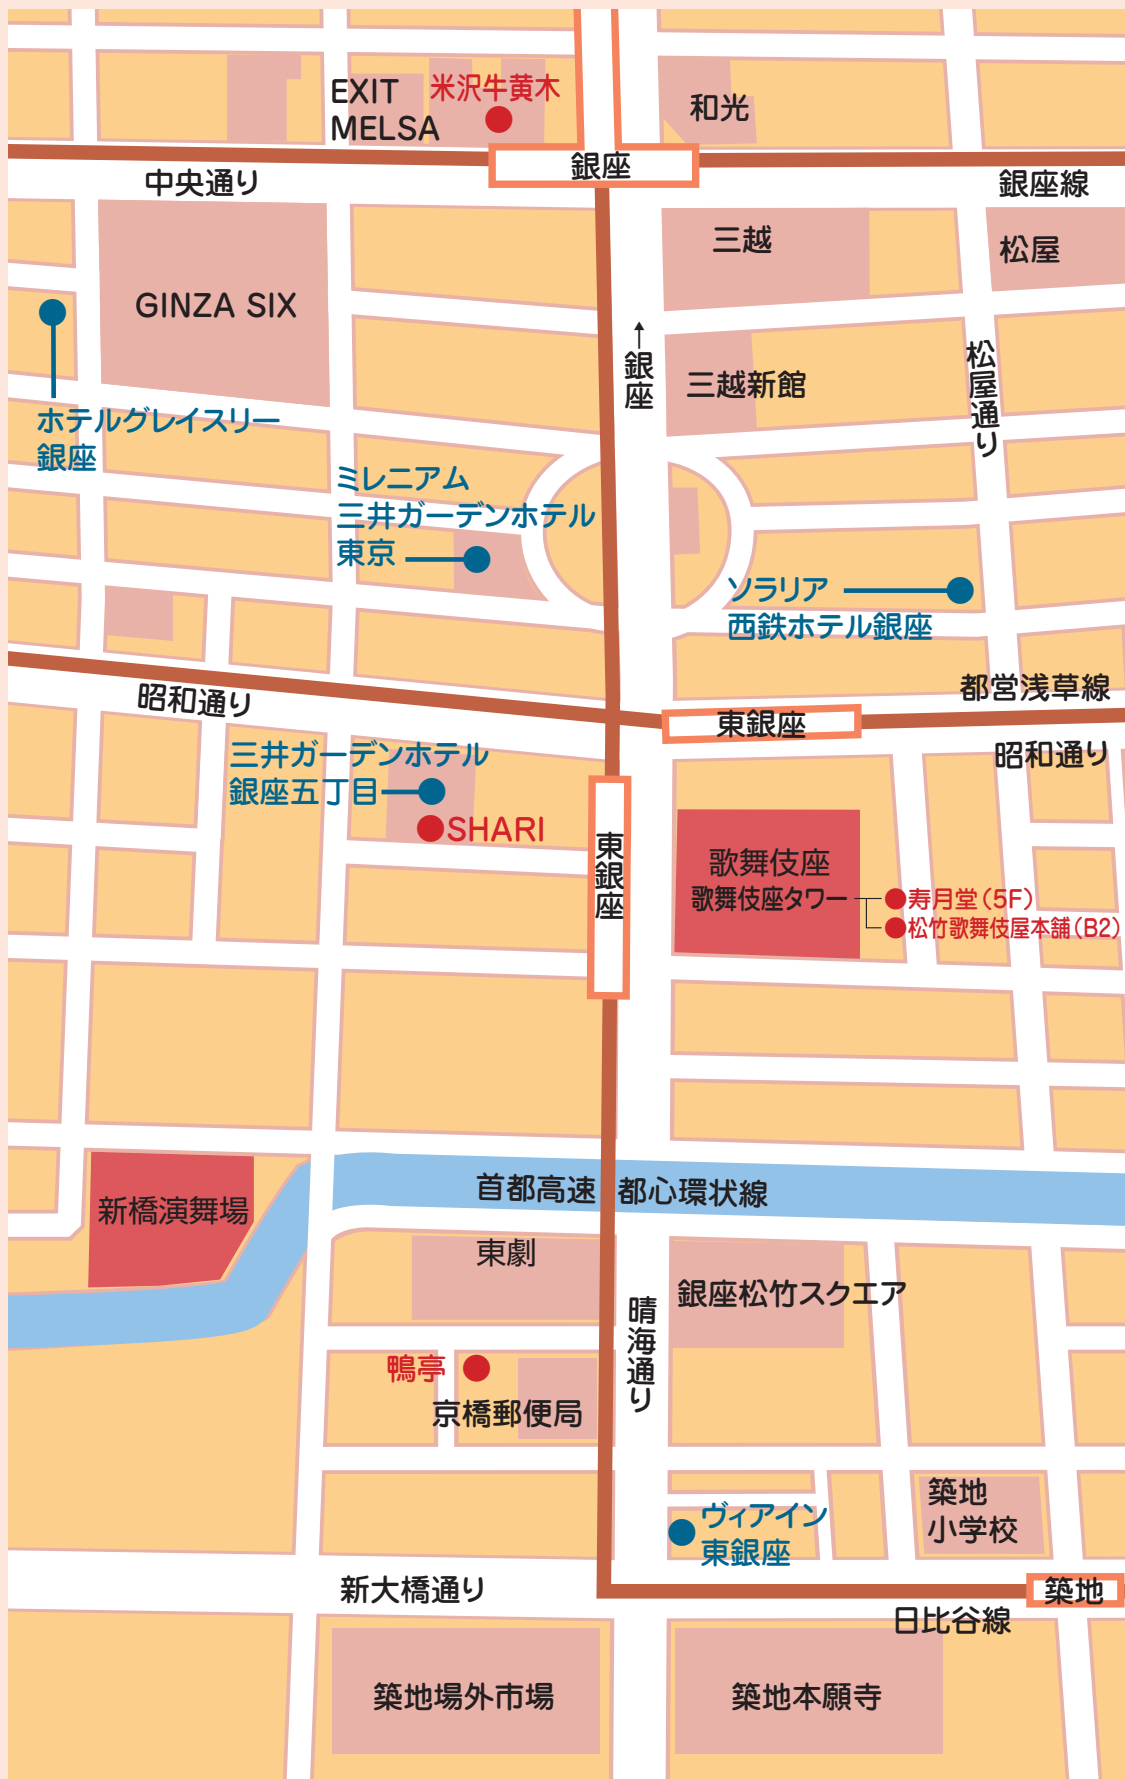 EXIT
MELSA
米沢牛黄木
和光
銀座
中央通り
銀座線
三越
松屋
GINZA SIX
↑銀座
三越新館
松屋通り
ホテルグレイスリー
銀座
ミレニアム
三井ガーデンホテル
東京
ソラリア
西鉄ホテル銀座
都営浅草線
昭和通り
東銀座
昭和通り
三井ガーデンホテル
銀座五丁目
SHARI
東銀座
歌舞伎座
歌舞伎座タワー
寿月堂(5F)
松竹歌舞伎屋本舗(B2)
首都高速 都心環状線
新橋演舞場
東劇
銀座松竹スクエア
晴海通り
鴨亭
京橋郵便局
築地
小学校
ヴィアイン
東銀座
新大橋通り
築地
日比谷線
築地場外市場
築地本願寺